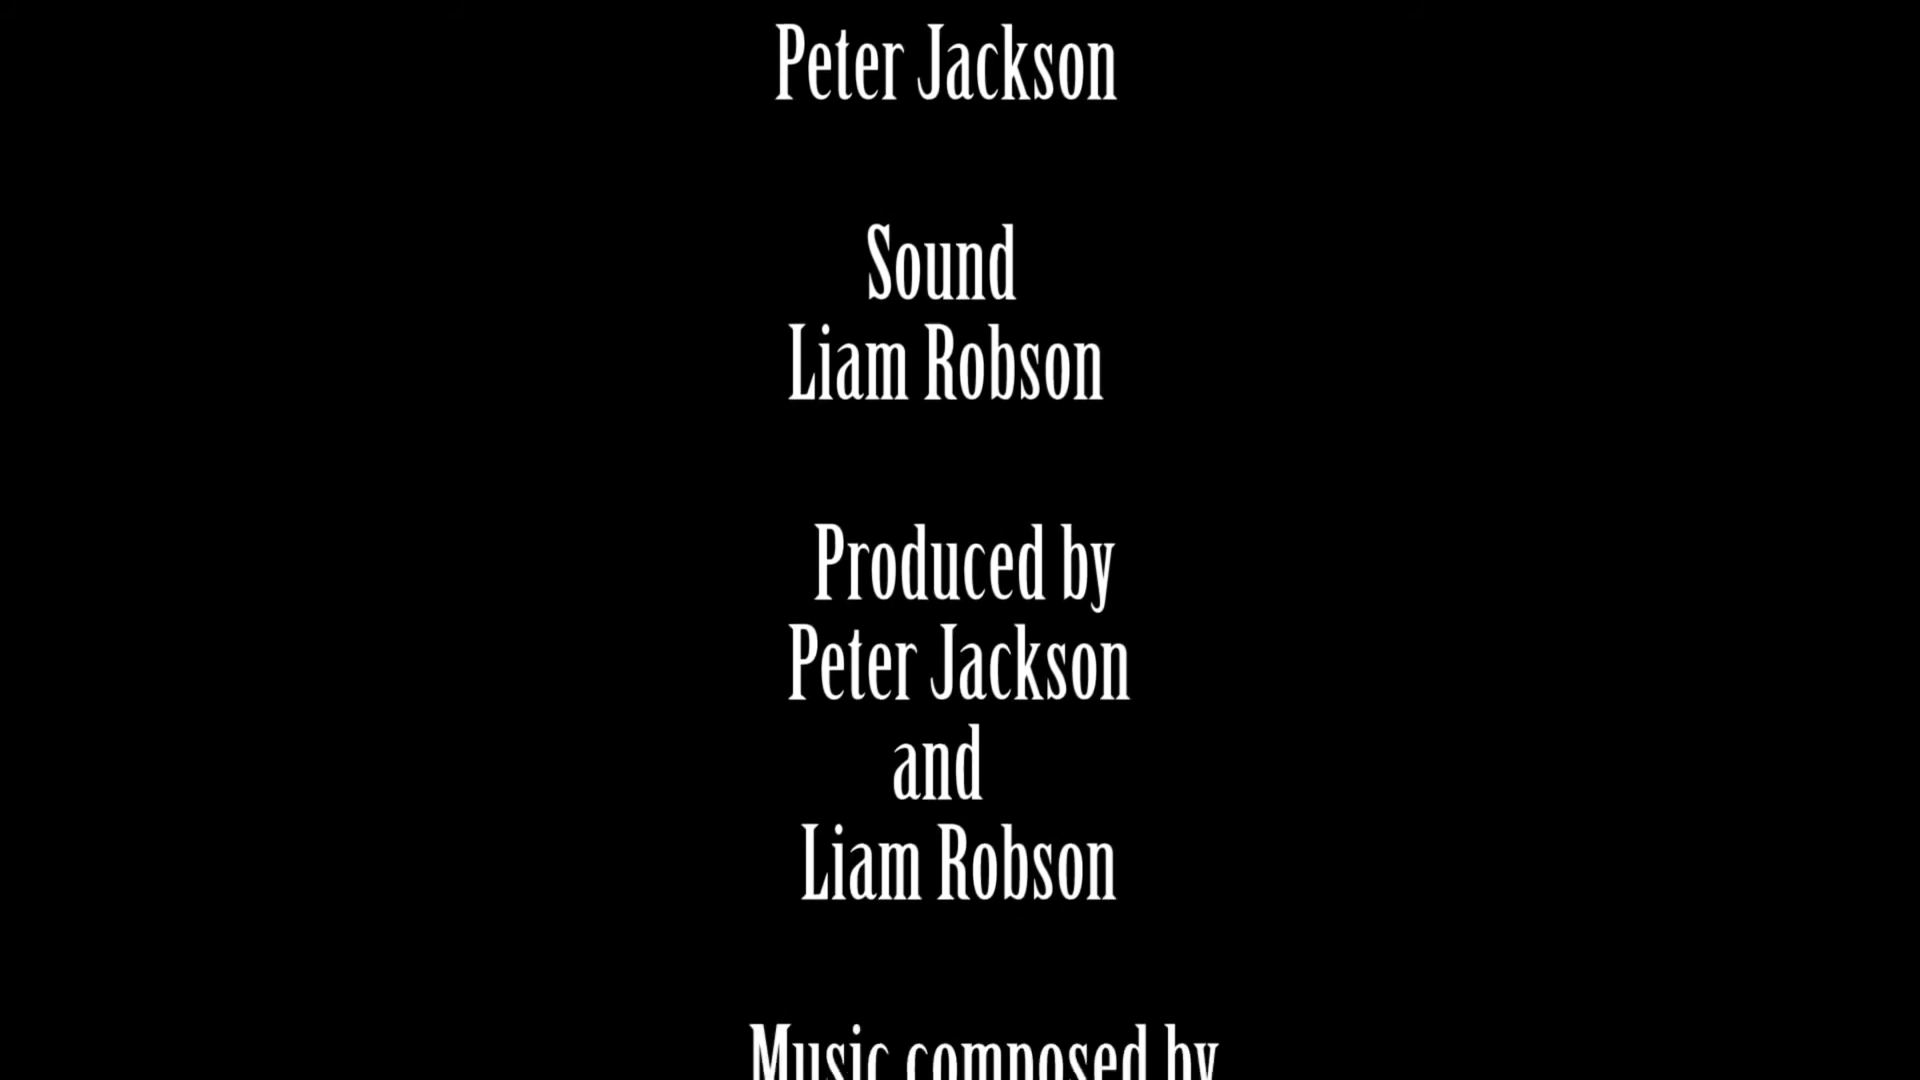 Peter Jackson
Sound
Liam Robson
Produced by
Peter Jackson
and
Liam Robson
Music composed by